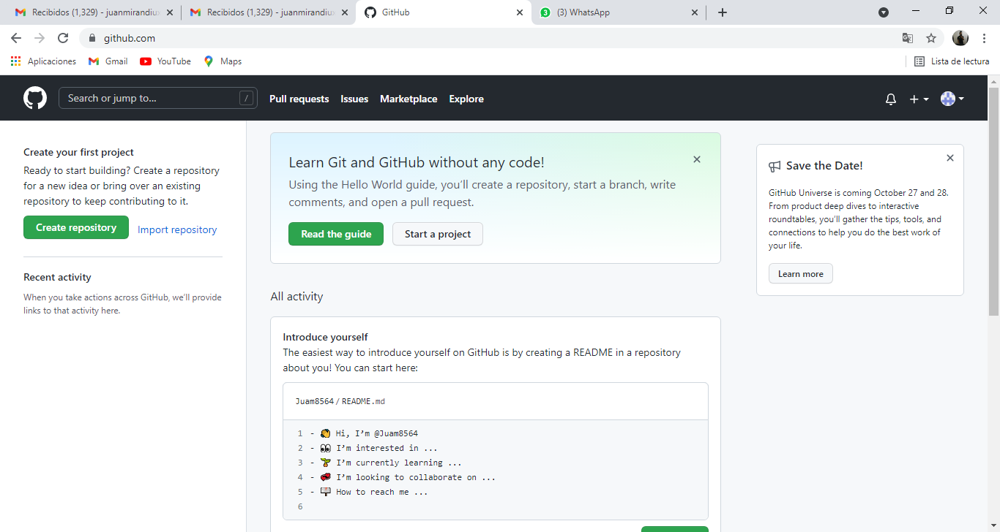 Recibidos (1,329) - juanmirandiux
Recibidos (1,329) - juanmirandiux
GitHub
3 (3) WhatsApp
github.com
Aplicaciones Gmail YouTube Maps Lista de lectura
Search or jump to... / Pull requests Issues Marketplace Explore
Create your first project
Ready to start building? Create a repository
for a new idea or bring over an existing
repository to keep contributing to it.
Create repository Import repository
Recent activity
When you take actions across GitHub, we'll provide
links to that activity here.
Learn Git and GitHub without any code!
Using the Hello World guide, you'll create a repository, start a branch, write
comments, and open a pull request.
Read the guide Start a project
All activity
Introduce yourself
The easiest way to introduce yourself on GitHub is by creating a README in a repository
about you! You can start here:
Juam8564 / README.md
1 - 👋 Hi, I'm @Juam8564
2 - 👀 I'm interested in ...
3 - 🌱 I'm currently learning ...
4 - 💞️ I'm looking to collaborate on ...
5 - 📫 How to reach me ...
6
Save the Date!
GitHub Universe is coming October 27 and 28.
From product deep dives to interactive
roundtables, you'll gather the tips, tools, and
connections to help you do the best work of
your life.
Learn more